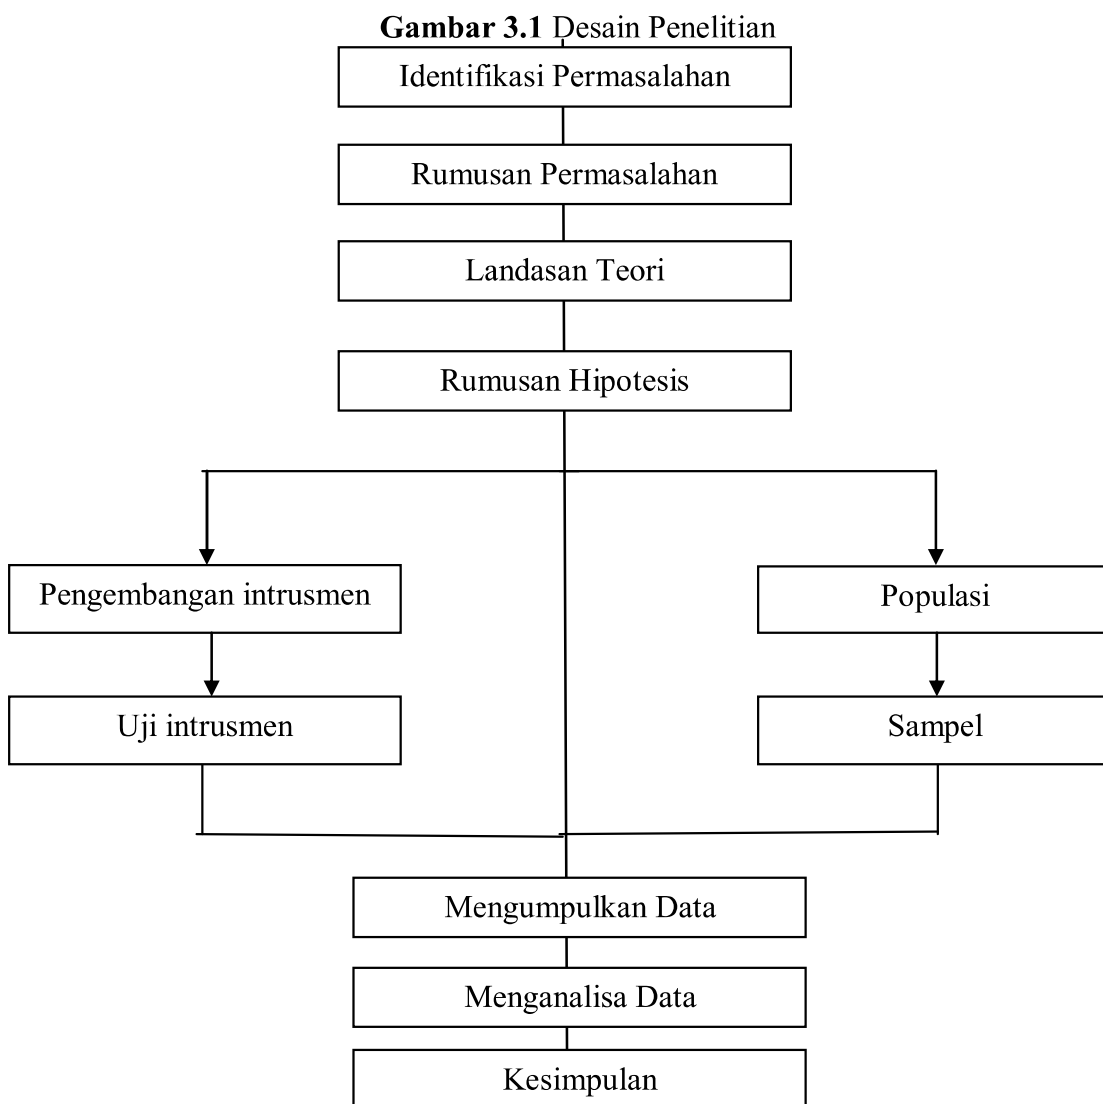 Gambar 3.1 Desain Penelitian
Identifikasi Permasalahan
Rumusan Permasalahan
Landasan Teori
Rumusan Hipotesis
Pengembangan intrusmen
Populasi
Uji intrusmen
Sampel
Mengumpulkan Data
Menganalisa Data
Kesimpulan